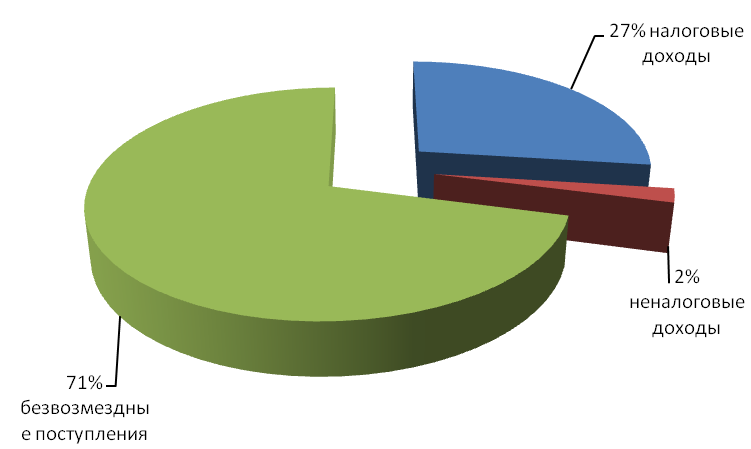 27% налоговые
доходы
2%
неналоговые
доходы
71%
безвозмездны
е поступления